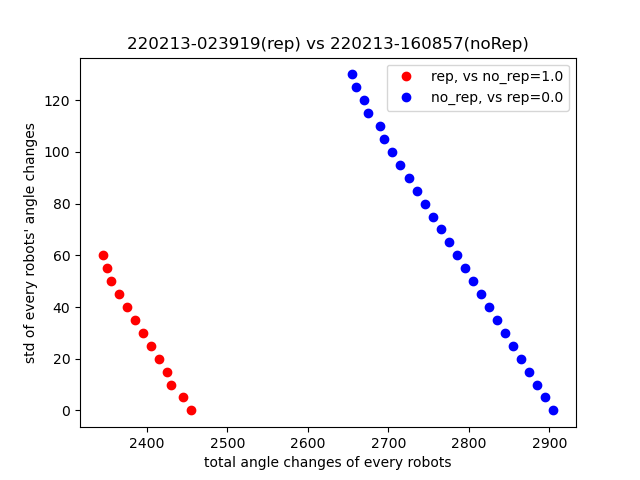 220213-023919(rep) vs 220213-160857(noRep)
rep, vs no_rep=1.0
no_rep, vs rep=0.0
std of every robots' angle changes
120
100
80
60
40
20
0
2400 2500 2600 2700 2800 2900
total angle changes of every robots